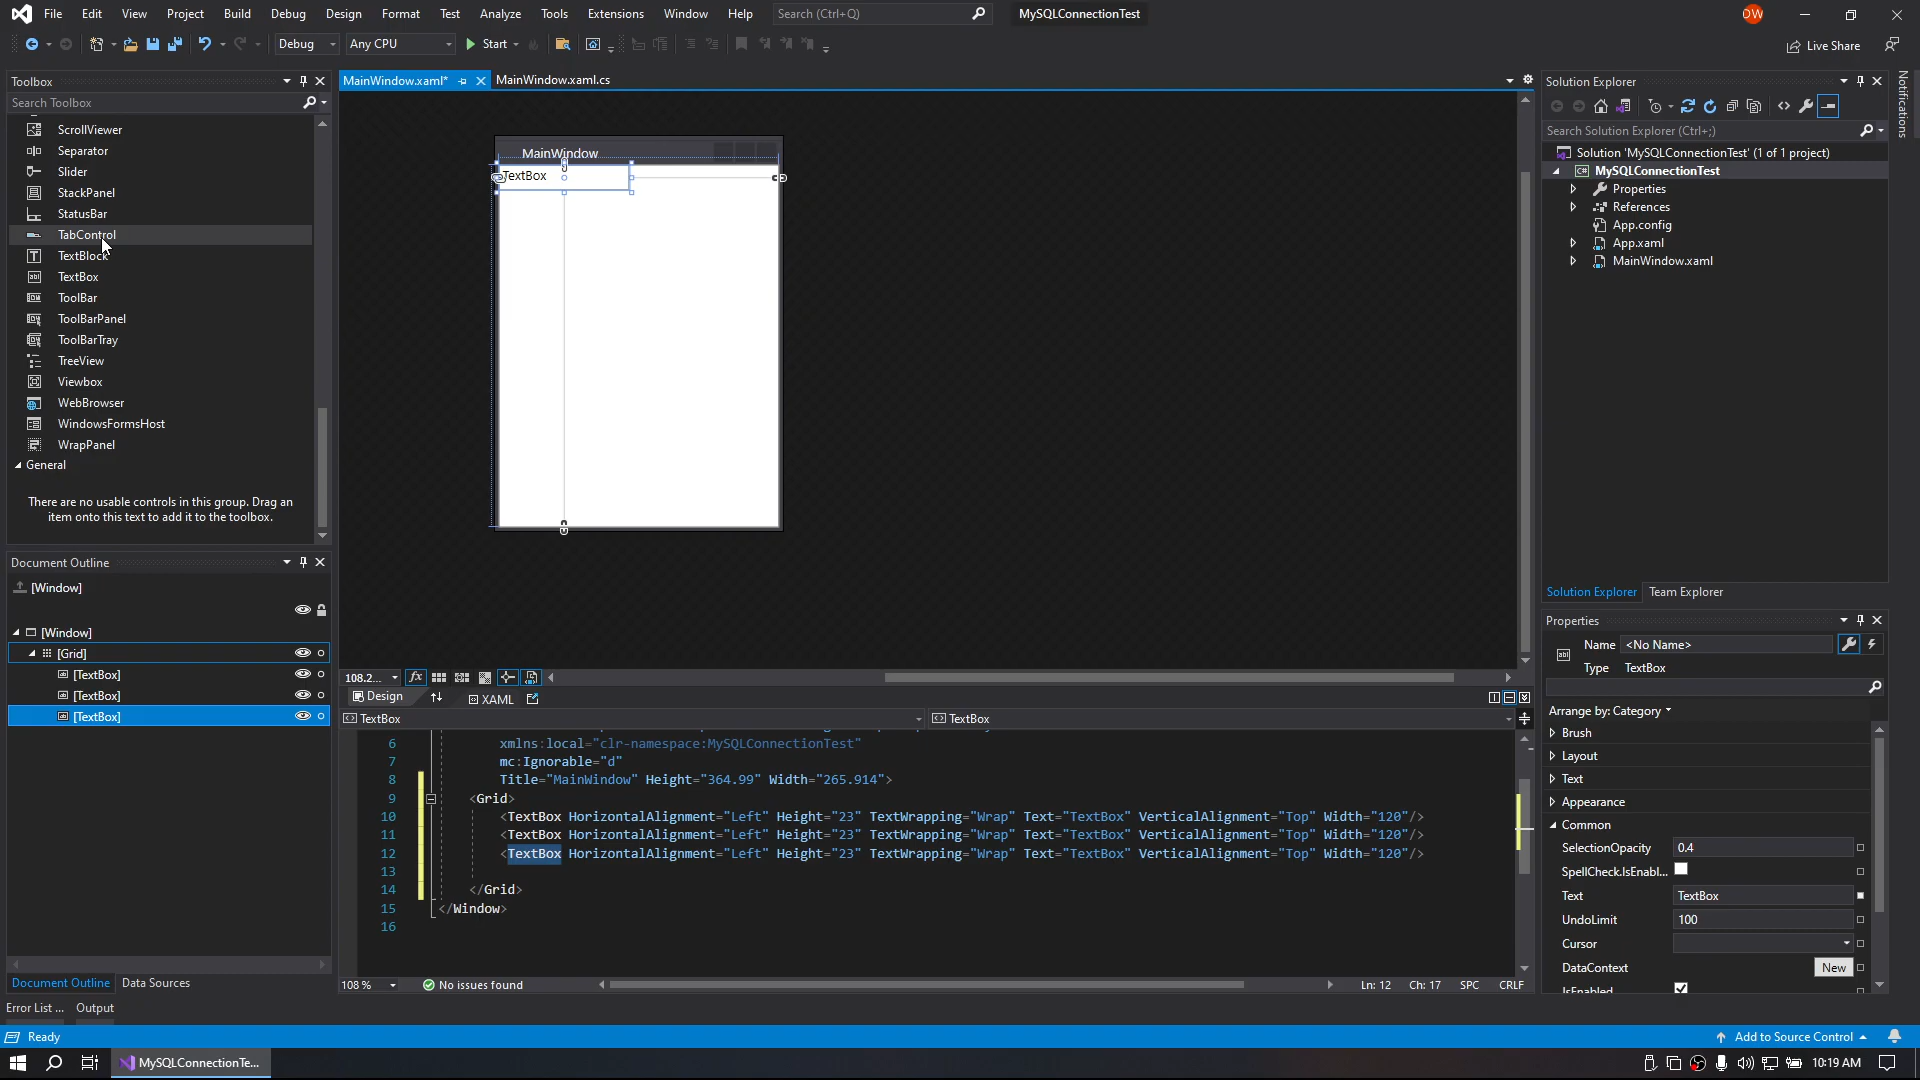 File Edit View Project Build Debug Design Format Test Analyze Tools Extensions Window Help Search (Ctrl+Q) MySQLConnectionTest DW
Debug Any CPU Start Live Share
Toolbox
Search Toolbox
ScrollViewer
Separator
Slider
StackPanel
StatusBar
TabControl
TextBlock
TextBox
ToolBar
ToolBarPanel
ToolBarTray
TreeView
Viewbox
WebBrowser
WindowsFormsHost
WrapPanel
General
There are no usable controls in this group. Drag an
item onto this text to add it to the toolbox.
Document Outline
[Window]
[Window]
[Grid]
[TextBox]
[TextBox]
[TextBox]
Document Outline Data Sources
Error List ... Output
MainWindow.xaml* MainWindow.xaml.cs
MainWindow
TextBox
108.2... fx
Design XAML
TextBox TextBox
6 xmlns:local="clr-namespace:MySQLConnectionTest"
7 mc:Ignorable="d"
8 Title="MainWindow" Height="364.99" Width="265.914">
9 <Grid>
10 <TextBox HorizontalAlignment="Left" Height="23" TextWrapping="Wrap" Text="TextBox" VerticalAlignment="Top" Width="120"/>
11 <TextBox HorizontalAlignment="Left" Height="23" TextWrapping="Wrap" Text="TextBox" VerticalAlignment="Top" Width="120"/>
12 <TextBox HorizontalAlignment="Left" Height="23" TextWrapping="Wrap" Text="TextBox" VerticalAlignment="Top" Width="120"/>
13
14 </Grid>
15 </Window>
16
108 % No issues found Ln: 12 Ch: 17 SPC CRLF
Solution Explorer
Search Solution Explorer (Ctrl+;)
Solution 'MySQLConnectionTest' (1 of 1 project)
MySQLConnectionTest
Properties
References
App.config
App.xaml
MainWindow.xaml
Solution Explorer Team Explorer
Notifications
Properties
Name <No Name>
Type TextBox
Arrange by: Category
Brush
Layout
Text
Appearance
Common
SelectionOpacity 0.4
SpellCheck.IsEnabl...
Text TextBox
UndoLimit 100
Cursor
DataContext New
IsEnabled
Ready Add to Source Control
MySQLConnectionTe... 10:19 AM